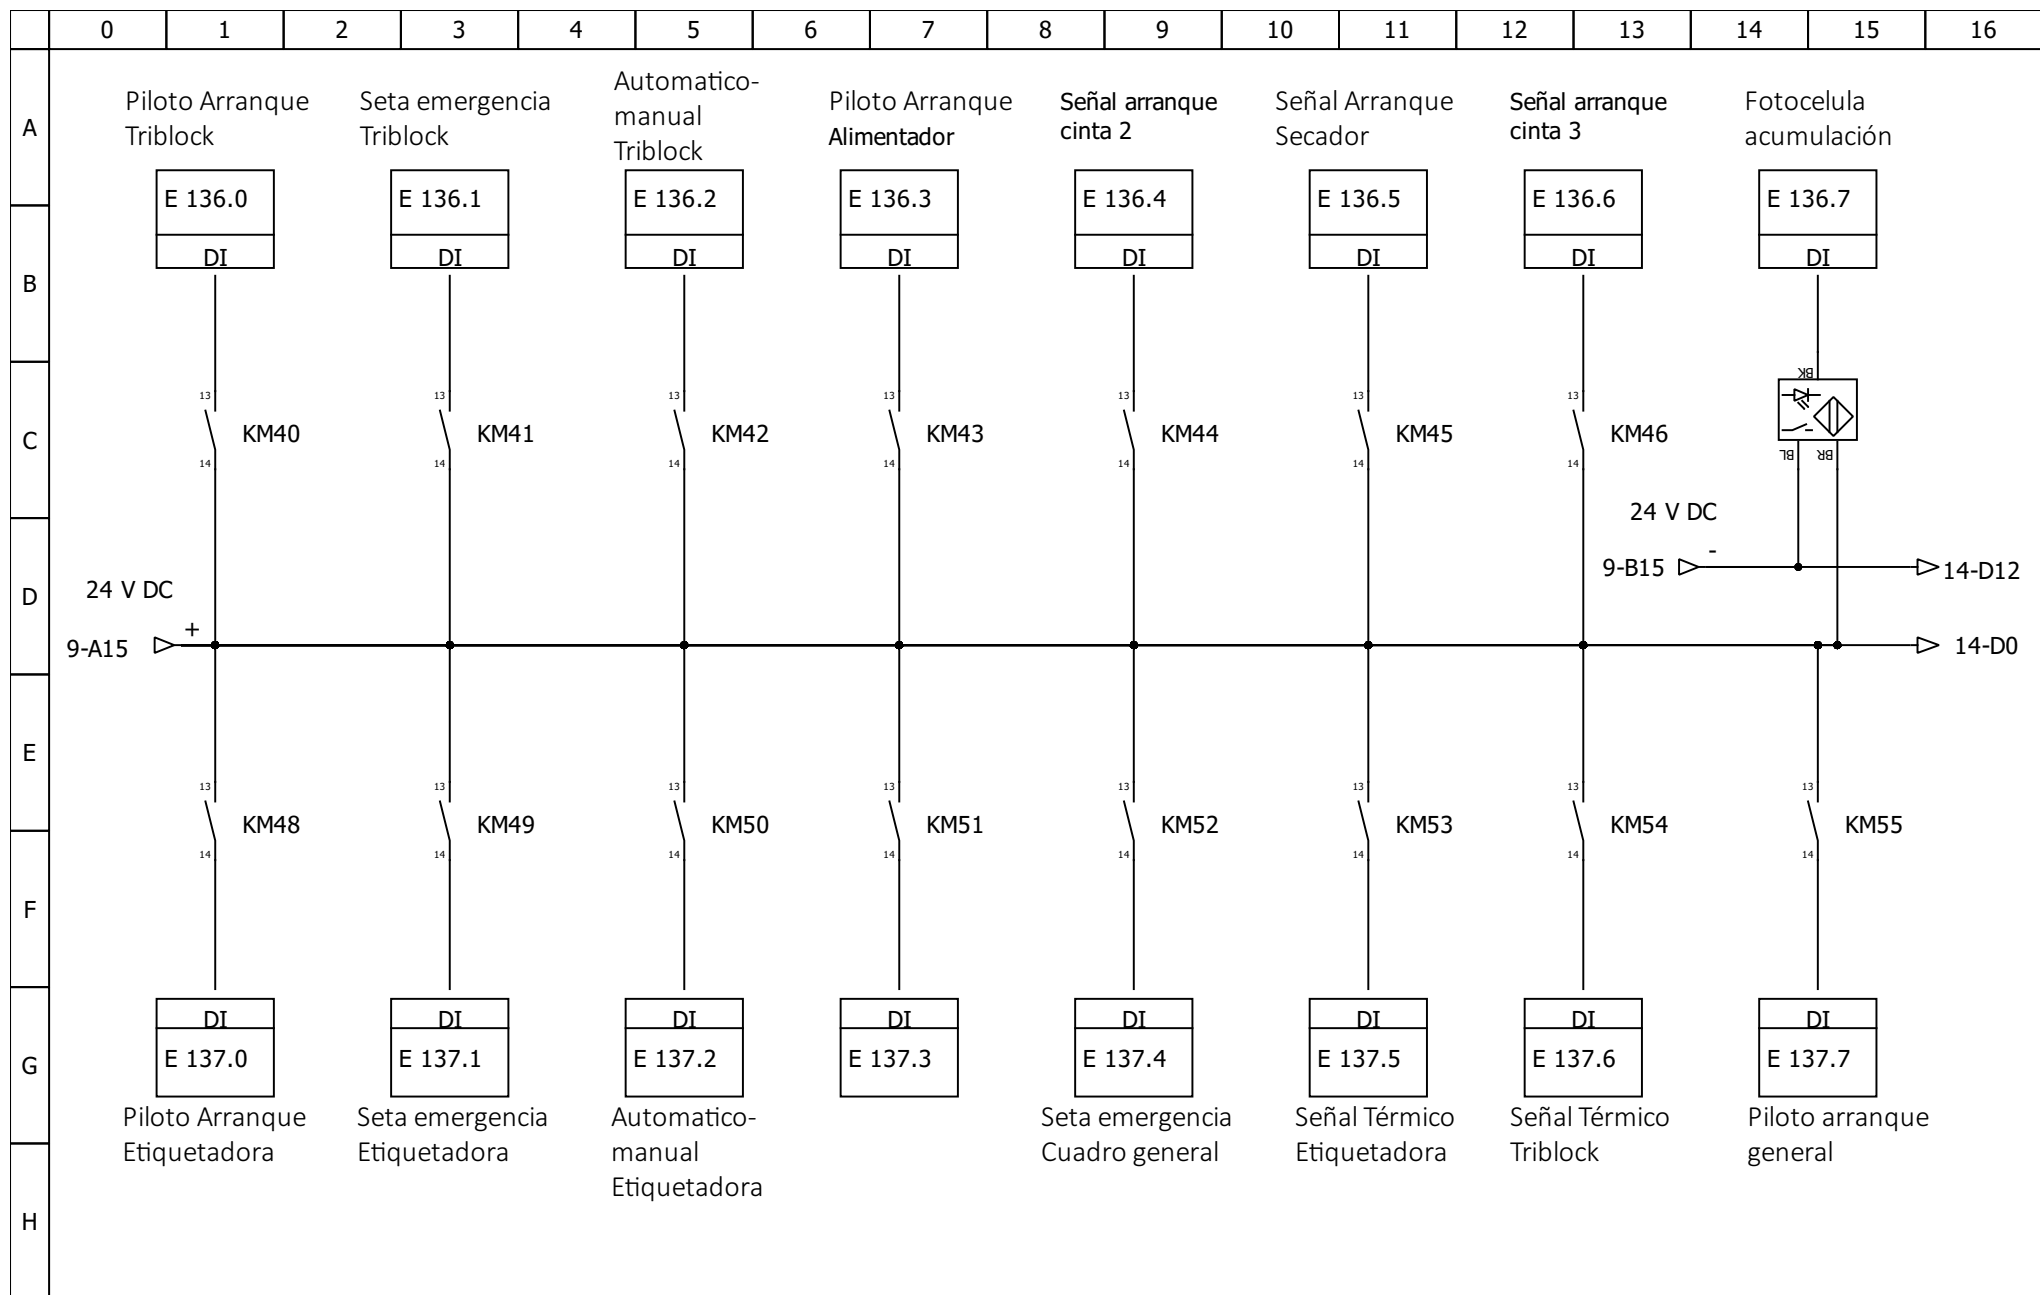 0 1 2 3 4 5 6 7 8 9 10 11 12 13 14 15 16
A
Piloto Arranque
Triblock
Seta emergencia
Triblock
Automatico-
manual
Triblock
Piloto Arranque
Alimentador
Señal arranque
cinta 2
Señal Arranque
Secador
Señal arranque
cinta 3
Fotocelula
acumulación
E 136.0 E 136.1 E 136.2 E 136.3 E 136.4 E 136.5 E 136.6 E 136.7
DI DI DI DI DI DI DI DI
B
BK
13 13 13 13 13 13 13
C
KM40 KM41 KM42 KM43 KM44 KM45 KM46
14 14 14 14 14 14 14
BL BR
24 V DC
-
9-B15 14-D12
D
24 V DC
+
9-A15 14-D0
E
13 13 13 13 13 13 13 13
KM48 KM49 KM50 KM51 KM52 KM53 KM54 KM55
14 14 14 14 14 14 14 14
F
DI DI DI DI DI DI DI DI
G
E 137.0 E 137.1 E 137.2 E 137.3 E 137.4 E 137.5 E 137.6 E 137.7
Piloto Arranque
Etiquetadora
Seta emergencia
Etiquetadora
Automatico-
manual
Etiquetadora
Seta emergencia
Cuadro general
Señal Térmico
Etiquetadora
Señal Térmico
Triblock
Piloto arranque
general
H